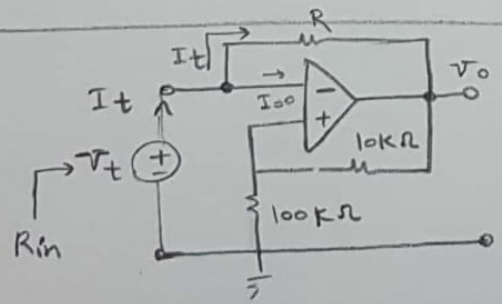 R
It
It
I=0
−
+
Vo
10KΩ
Vt
+
−
100KΩ
Rin